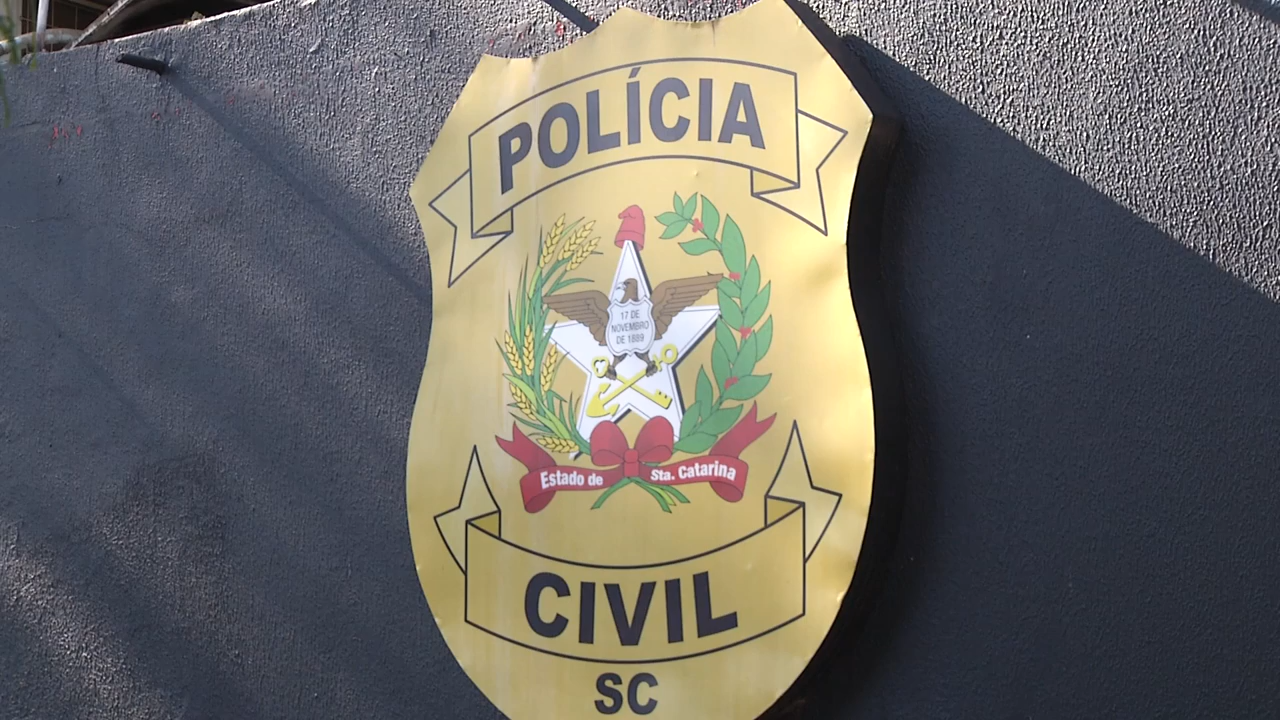 POLÍCIA
17 DE
NOVEMBRO
DE 1889
Estado de Sta. Catarina
CIVIL
SC